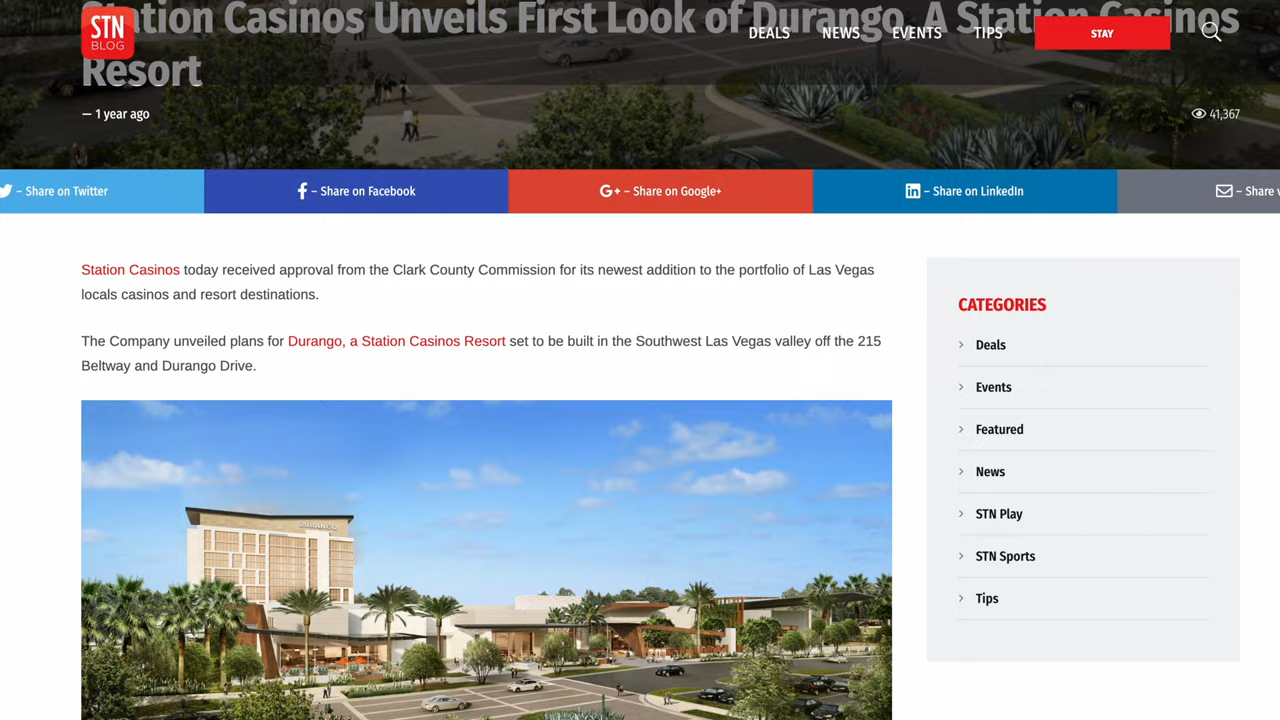 Station Casinos Unveils First Look of Durango, A Station Casinos
Resort
STN
BLOG
DEALS
NEWS
EVENTS
TIPS
STAY
— 1 year ago
41,367
– Share on Twitter
– Share on Facebook
G+ – Share on Google+
in – Share on LinkedIn
– Share v
Station Casinos today received approval from the Clark County Commission for its newest addition to the portfolio of Las Vegas
locals casinos and resort destinations.
The Company unveiled plans for Durango, a Station Casinos Resort set to be built in the Southwest Las Vegas valley off the 215
Beltway and Durango Drive.
DURANGO
CATEGORIES
Deals
Events
Featured
News
STN Play
STN Sports
Tips